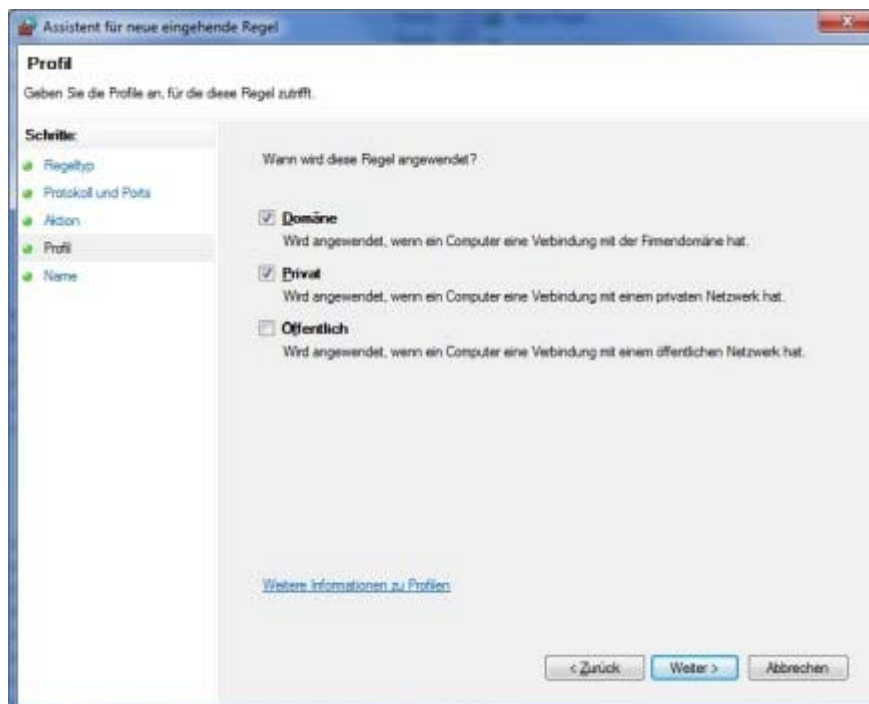 Assistent für neue eingehende Regel
Profil
Geben Sie die Profile an, für die diese Regel zutrifft.
Schritte:
Regeltyp
Protokoll und Ports
Aktion
Profil
Name
Wann wird diese Regel angewendet?
Domäne
Wird angewendet, wenn ein Computer eine Verbindung mit der Firmendomäne hat.
Privat
Wird angewendet, wenn ein Computer eine Verbindung mit einem privaten Netzwerk hat.
Öffentlich
Wird angewendet, wenn ein Computer eine Verbindung mit einem öffentlichen Netzwerk hat.
Weitere Informationen zu Profilen
< Zurück
Weiter >
Abbrechen